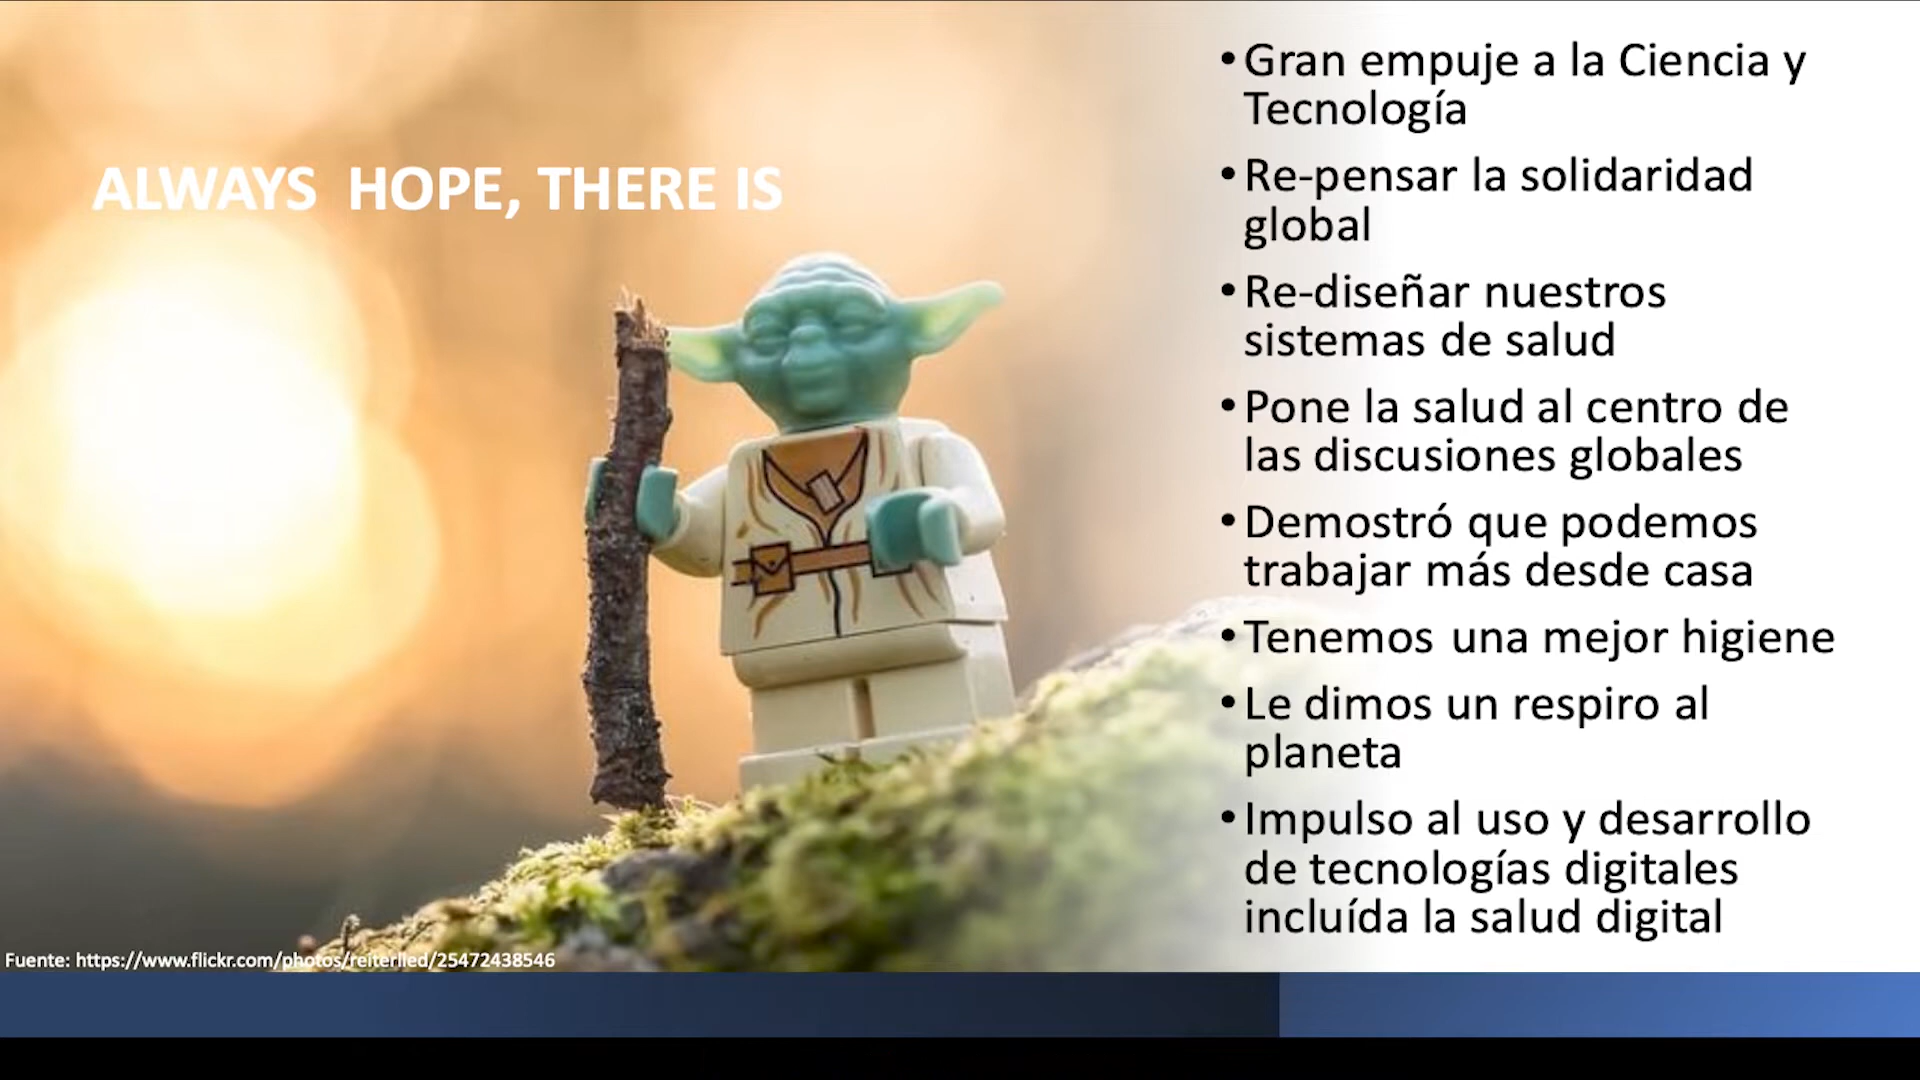 ALWAYS  HOPE, THERE IS
• Gran empuje a la Ciencia y
Tecnología
• Re-pensar la solidaridad
global
• Re-diseñar nuestros
sistemas de salud
• Pone la salud al centro de
las discusiones globales
• Demostró que podemos
trabajar más desde casa
• Tenemos una mejor higiene
• Le dimos un respiro al
planeta
• Impulso al uso y desarrollo
de tecnologías digitales
incluída la salud digital
Fuente: https://www.flickr.com/photos/reiterlied/25472438546